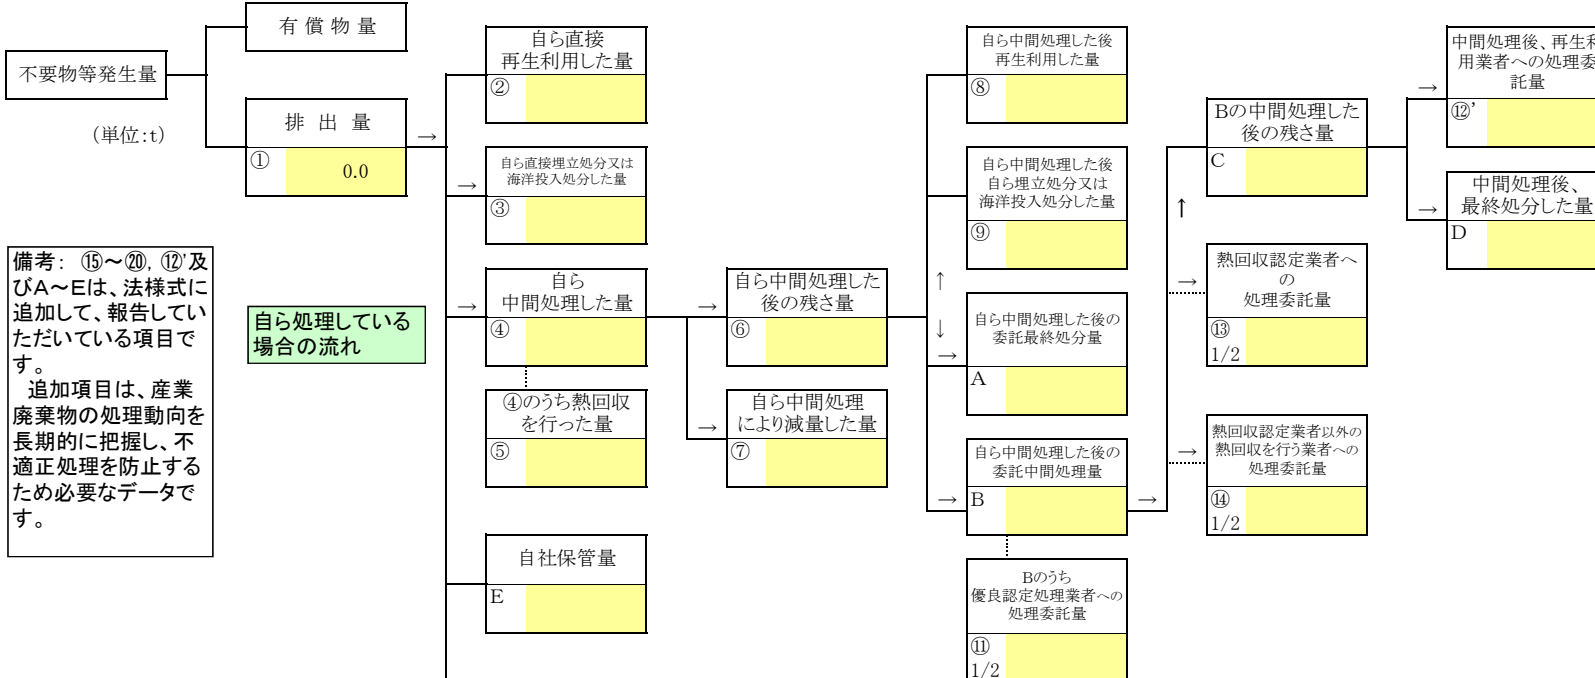 有 償 物 量
不要物等発生量
(単位:t)
排 出 量
①
0.0
→
備考： ⑮～⑳, ⑫'及
びA～Eは、法様式に
追加して、報告してい
ただいている項目で
す。
追加項目は、産業
廃棄物の処理動向を
長期的に把握し、不
適正処理を防止する
ため必要なデータで
す。
自ら処理している
場合の流れ
自ら直接
再生利用した量
②
→
自ら直接埋立処分又は
海洋投入処分した量
③
→
自ら
中間処理した量
④
④のうち熱回収
を行った量
⑤
自社保管量
E
→
自ら中間処理した
後の残さ量
⑥
→
自ら中間処理
により減量した量
⑦
自ら中間処理した後
再生利用した量
⑧
自ら中間処理した後
自ら埋立処分又は
海洋投入処分した量
⑨
↑
↓
→
自ら中間処理した後の
委託最終処分量
A
→
自ら中間処理した後の
委託中間処理量
B
→
Bのうち
優良認定処理業者への
処理委託量
⑪
1/2
↑
Bの中間処理した
後の残さ量
C
→
熱回収認定業者へ
の
処理委託量
⑬
1/2
→
熱回収認定業者以外の
熱回収を行う業者への
処理委託量
⑭
1/2
→
中間処理後、再生利
用業者への処理委
託量
⑫'
→
中間処理後、
最終処分した量
D